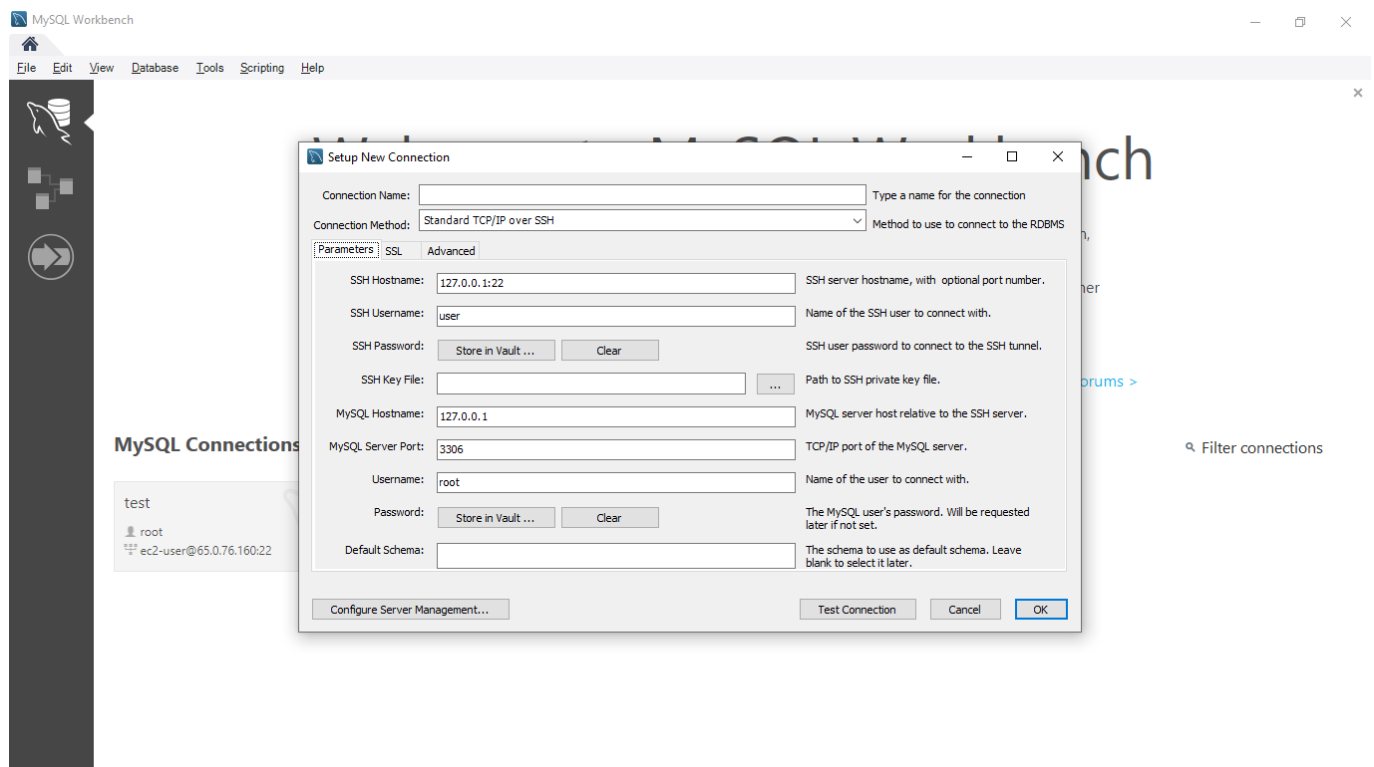 MySQL Workbench
File Edit View Database Tools Scripting Help
Setup New Connection
Connection Name: Type a name for the connection
Connection Method: Standard TCP/IP over SSH Method to use to connect to the RDBMS
Parameters SSL Advanced
SSH Hostname: 127.0.0.1:22 SSH server hostname, with optional port number.
SSH Username: user Name of the SSH user to connect with.
SSH Password: Store in Vault ... Clear SSH user password to connect to the SSH tunnel.
SSH Key File: ... Path to SSH private key file.
orums >
MySQL Hostname: 127.0.0.1 MySQL server host relative to the SSH server.
MySQL Connections
MySQL Server Port: 3306 TCP/IP port of the MySQL server.
Filter connections
Username: root Name of the user to connect with.
test
root
ec2-user@65.0.76.160:22
Password: Store in Vault ... Clear The MySQL user's password. Will be requested
later if not set.
Default Schema: The schema to use as default schema. Leave
blank to select it later.
Configure Server Management... Test Connection Cancel OK